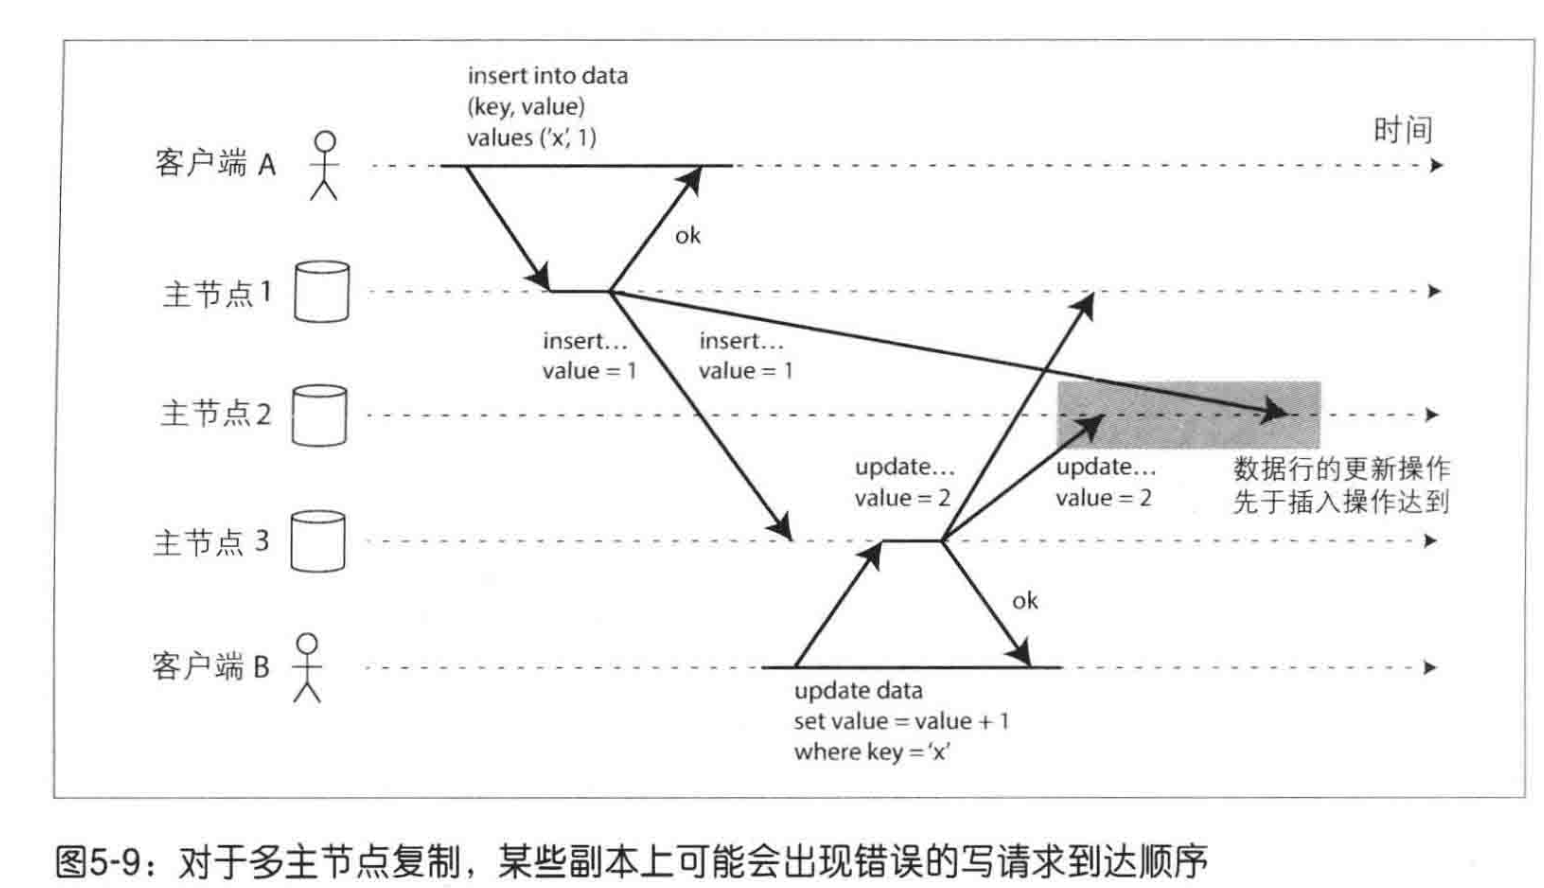 insert into data
(key, value)
values ('x', 1)
时间
客户端 A
ok
主节点1
insert…
value = 1
insert…
value = 1
主节点2
update…
value = 2
update…
value = 2
数据行的更新操作
先于插入操作达到
主节点 3
ok
客户端 B
update data
set value = value + 1
where key = 'x'
图5-9：对于多主节点复制，某些副本上可能会出现错误的写请求到达顺序